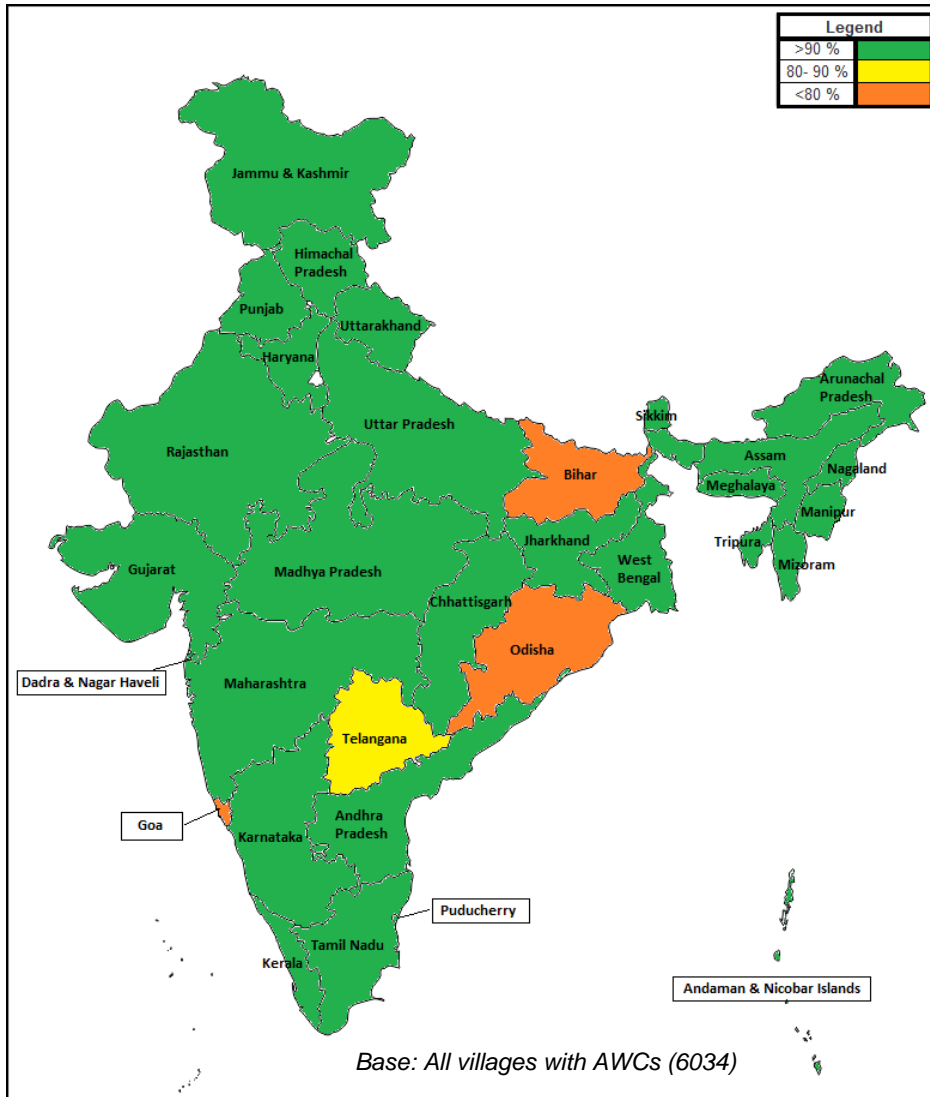 Legend
>90 %
80- 90 %
<80 %
Jammu & Kashmir
Himachal
Pradesh
Punjab
Uttarakhand
Haryana
Arunachal
Pradesh
Sikkim
Uttar Pradesh
Rajasthan
Assam
Bihar
Nagaland
Meghalaya
Manipur
Jharkhand
Tripura
West
Bengal
Mizoram
Gujarat
Madhya Pradesh
Chhattisgarh
Odisha
Dadra & Nagar Haveli
Maharashtra
Telangana
Goa
Andhra
Pradesh
Karnataka
Puducherry
Tamil Nadu
Kerala
Andaman & Nicobar Islands
Base: All villages with AWCs (6034)